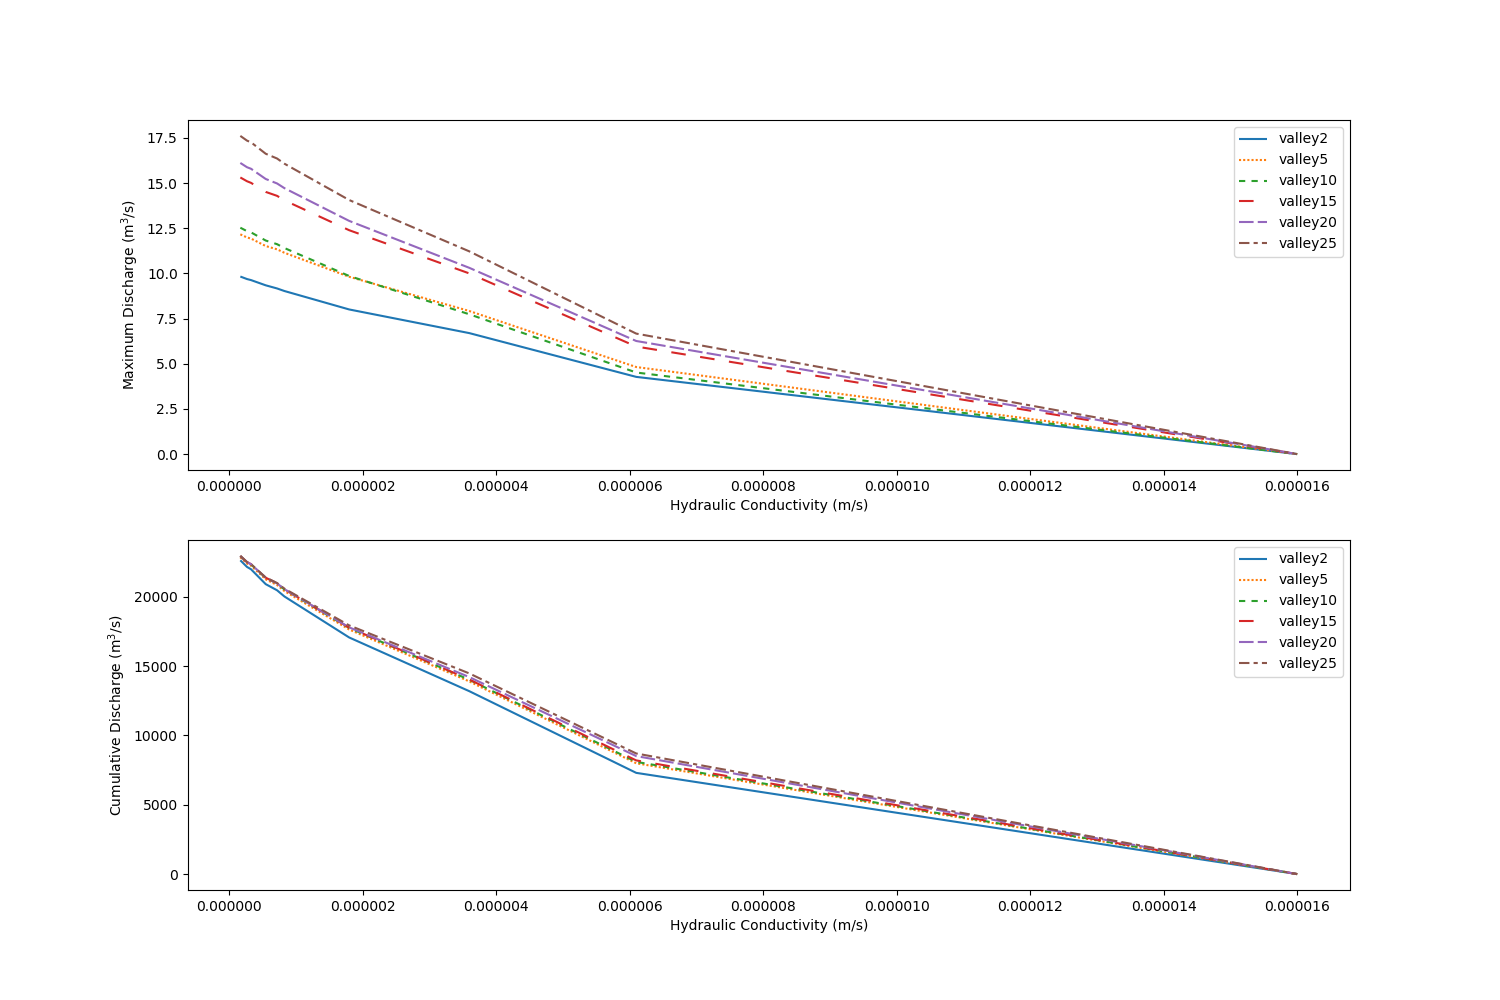 17.5
15.0
12.5
10.0
7.5
5.0
2.5
0.0
Maximum Discharge (m³/s)
valley2
valley5
valley10
valley15
valley20
valley25
0.000000 0.000002 0.000004 0.000006 0.000008 0.000010 0.000012 0.000014 0.000016
Hydraulic Conductivity (m/s)
20000
15000
10000
5000
0
Cumulative Discharge (m³/s)
valley2
valley5
valley10
valley15
valley20
valley25
0.000000 0.000002 0.000004 0.000006 0.000008 0.000010 0.000012 0.000014 0.000016
Hydraulic Conductivity (m/s)